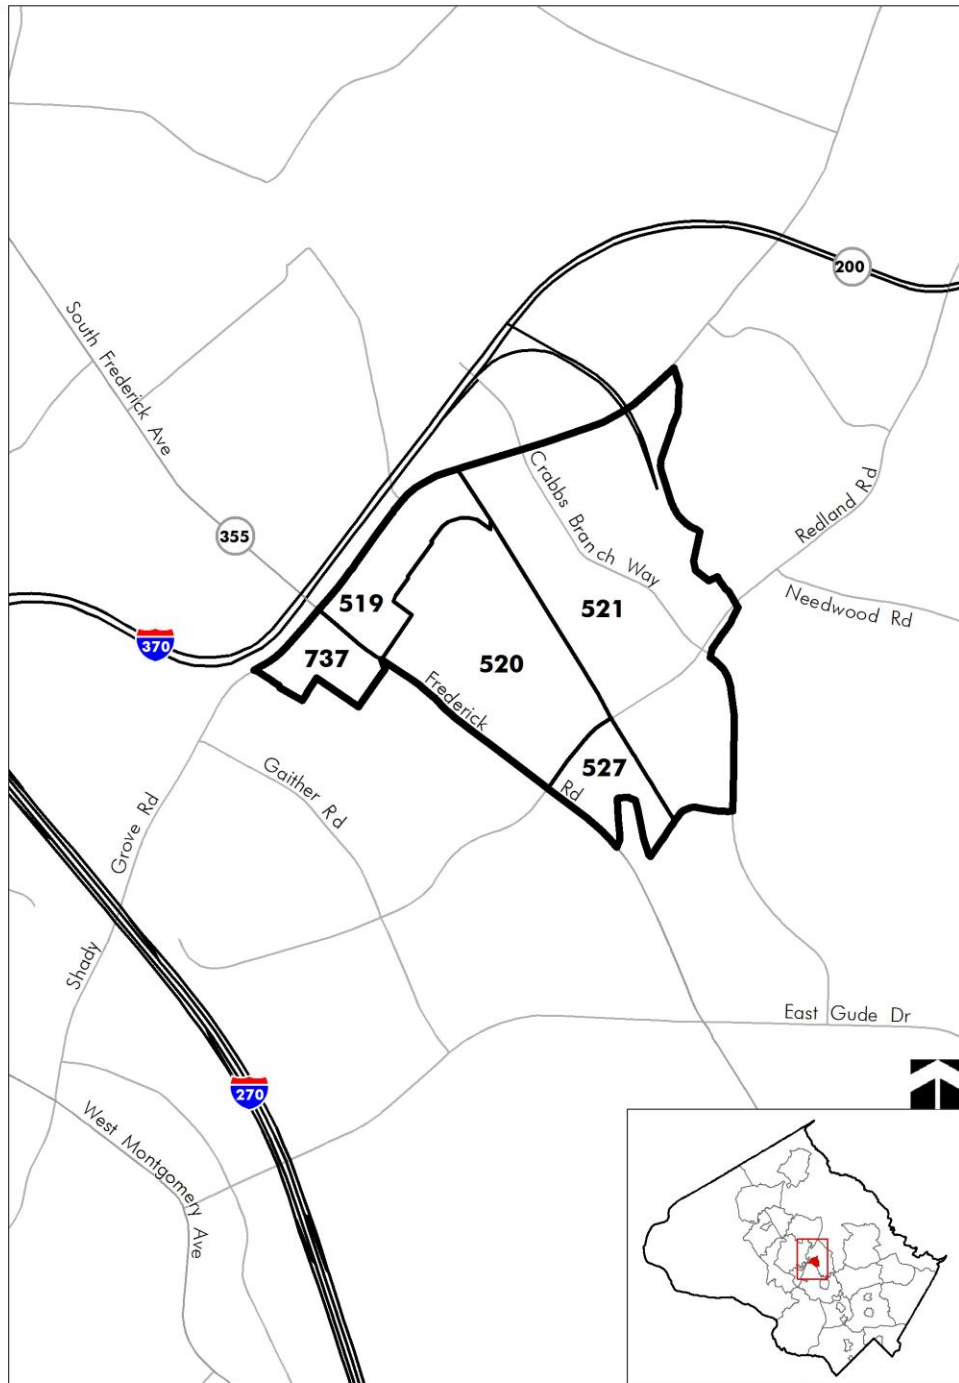 200
South Frederick Ave
Crabbs Branch Way
Redland Rd
355
Needwood Rd
519
521
370
737
520
Frederick Rd
527
Gaither Rd
Shady Grove Rd
East Gude Dr
270
West Montgomery Ave